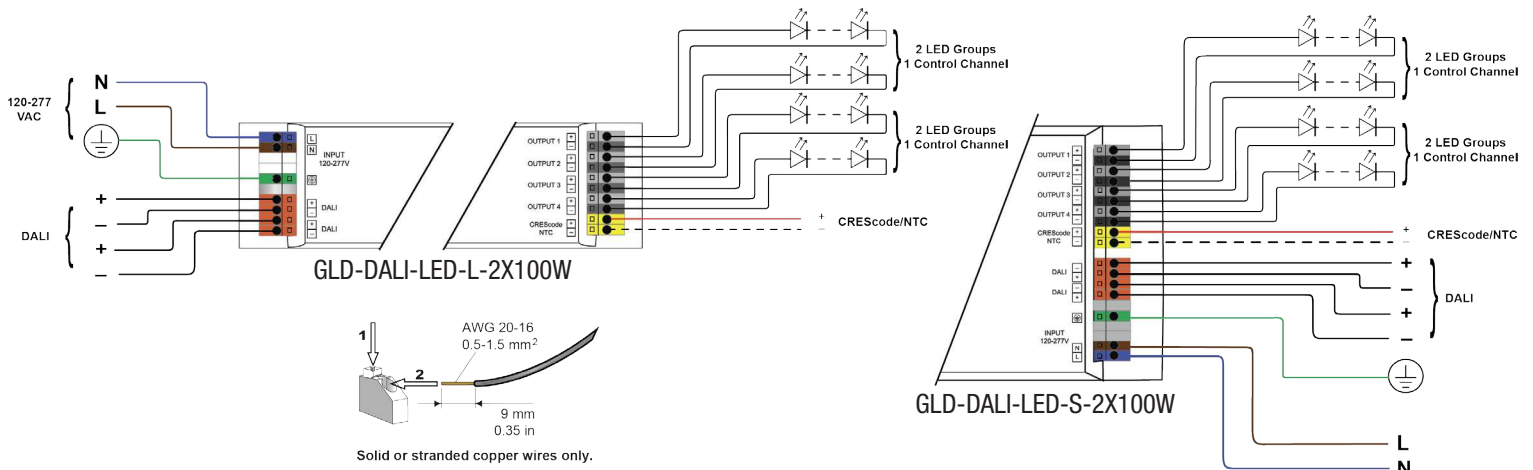 120-277
VAC
N
L
DALI
+
−
+
−
L
N
INPUT
120-277V
+
−
DALI
+
−
DALI
OUTPUT 1
+
−
OUTPUT 2
+
−
OUTPUT 3
+
−
OUTPUT 4
+
−
CREScode
NTC
+
−
2 LED Groups
1 Control Channel
2 LED Groups
1 Control Channel
+
−
CREScode/NTC
GLD-DALI-LED-L-2X100W
1
2
AWG 20-16
0.5-1.5 mm²
9 mm
0.35 in
Solid or stranded copper wires only.
OUTPUT 1
+
−
OUTPUT 2
+
−
OUTPUT 3
+
−
OUTPUT 4
+
−
CREScode
NTC
+
−
DALI
−
+
DALI
−
+
INPUT
120-277V
N
L
2 LED Groups
1 Control Channel
2 LED Groups
1 Control Channel
+
−
CREScode/NTC
+
−
+
−
DALI
L
N
GLD-DALI-LED-S-2X100W